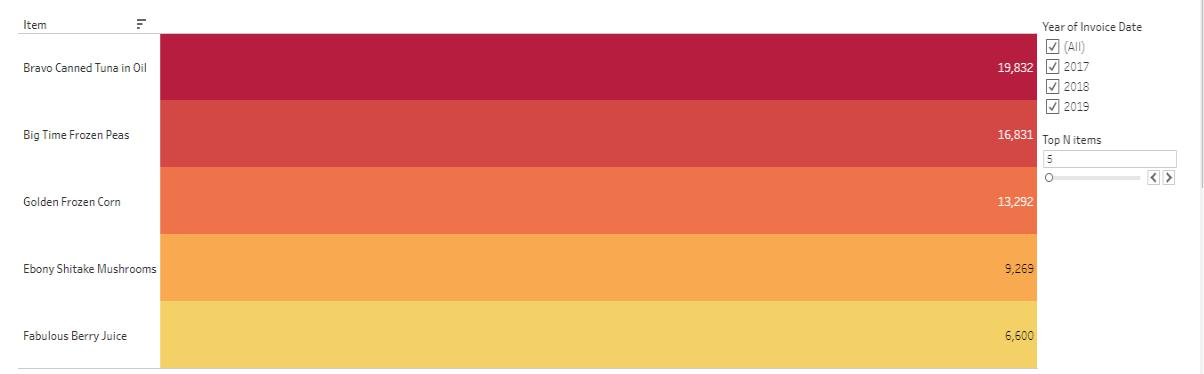 Item
Bravo Canned Tuna in Oil 19,832
Big Time Frozen Peas 16,831
Golden Frozen Corn 13,292
Ebony Shitake Mushrooms 9,269
Fabulous Berry Juice 6,600
Year of Invoice Date
(All)
2017
2018
2019
Top N items
5